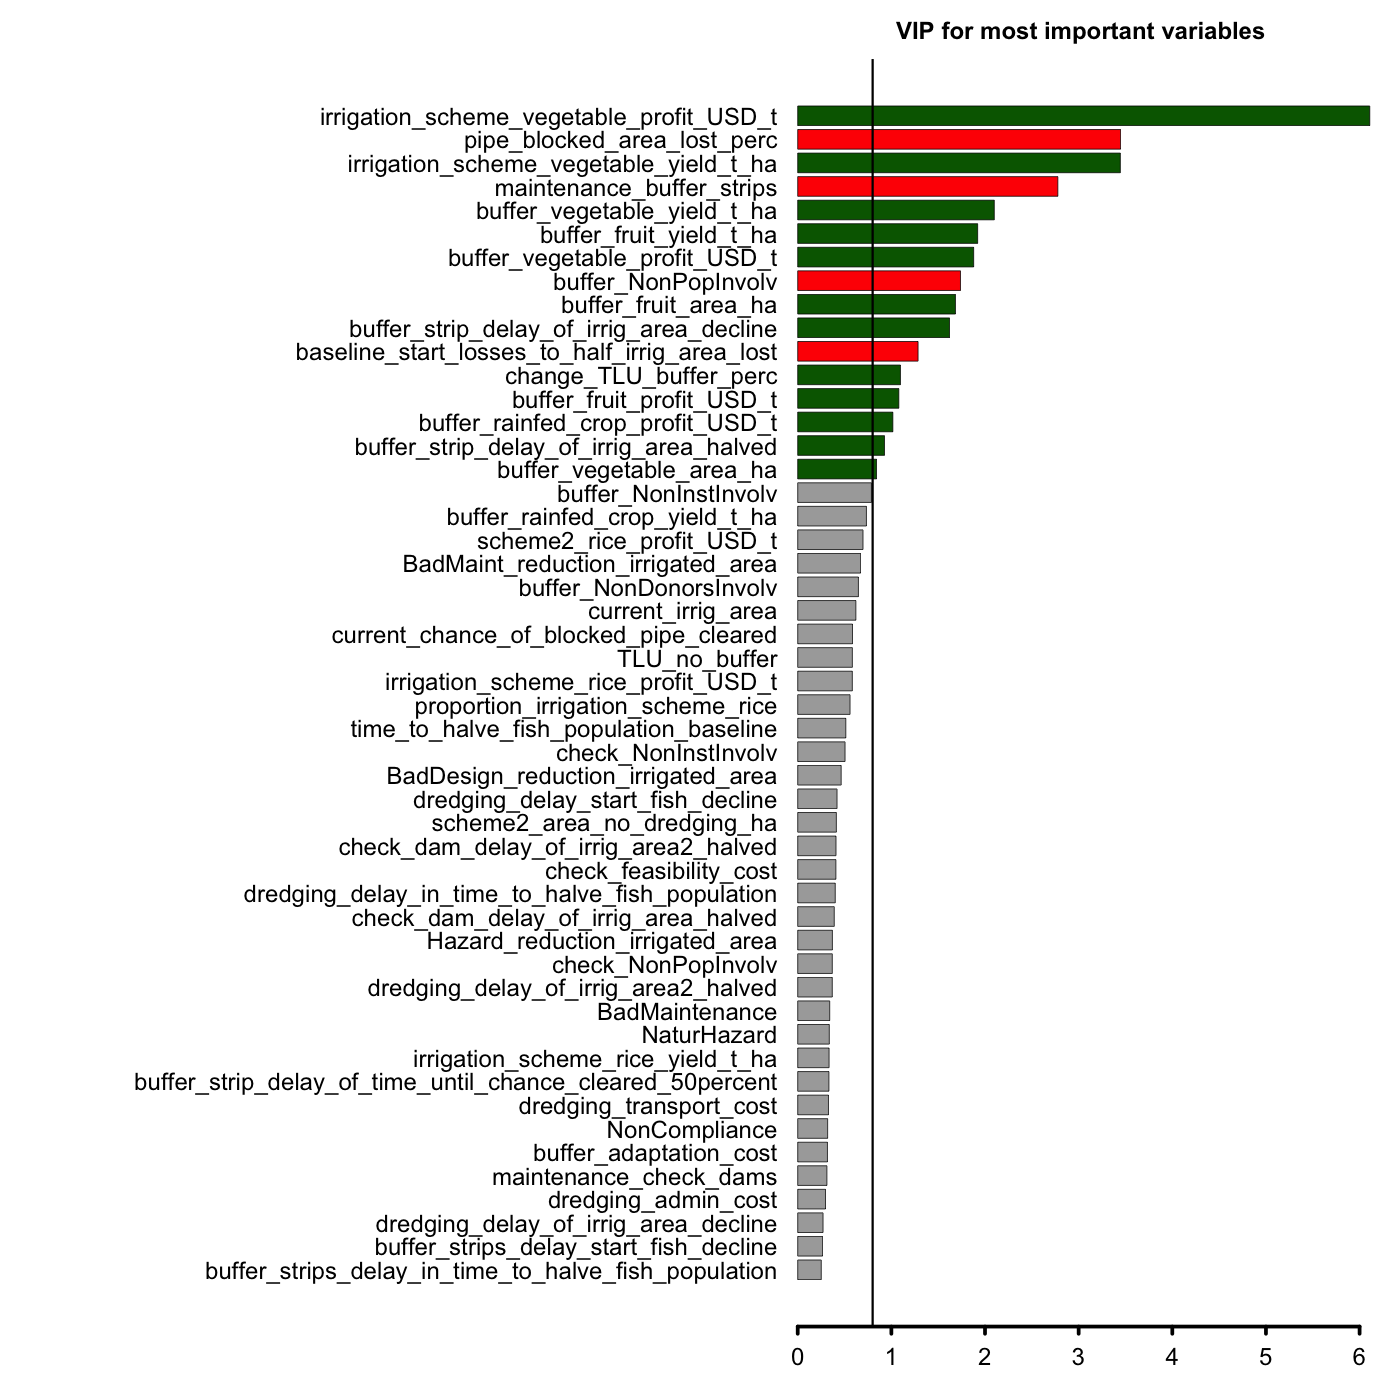 VIP for most important variables
irrigation_scheme_vegetable_profit_USD_t
pipe_blocked_area_lost_perc
irrigation_scheme_vegetable_yield_t_ha
maintenance_buffer_strips
buffer_vegetable_yield_t_ha
buffer_fruit_yield_t_ha
buffer_vegetable_profit_USD_t
buffer_NonPopInvolv
buffer_fruit_area_ha
buffer_strip_delay_of_irrig_area_decline
baseline_start_losses_to_half_irrig_area_lost
change_TLU_buffer_perc
buffer_fruit_profit_USD_t
buffer_rainfed_crop_profit_USD_t
buffer_strip_delay_of_irrig_area_halved
buffer_vegetable_area_ha
buffer_NonInstInvolv
buffer_rainfed_crop_yield_t_ha
scheme2_rice_profit_USD_t
BadMaint_reduction_irrigated_area
buffer_NonDonorsInvolv
current_irrig_area
current_chance_of_blocked_pipe_cleared
TLU_no_buffer
irrigation_scheme_rice_profit_USD_t
proportion_irrigation_scheme_rice
time_to_halve_fish_population_baseline
check_NonInstInvolv
BadDesign_reduction_irrigated_area
dredging_delay_start_fish_decline
scheme2_area_no_dredging_ha
check_dam_delay_of_irrig_area2_halved
check_feasibility_cost
dredging_delay_in_time_to_halve_fish_population
check_dam_delay_of_irrig_area_halved
Hazard_reduction_irrigated_area
check_NonPopInvolv
dredging_delay_of_irrig_area2_halved
BadMaintenance
NaturHazard
irrigation_scheme_rice_yield_t_ha
buffer_strip_delay_of_time_until_chance_cleared_50percent
dredging_transport_cost
NonCompliance
buffer_adaptation_cost
maintenance_check_dams
dredging_admin_cost
dredging_delay_of_irrig_area_decline
buffer_strips_delay_start_fish_decline
buffer_strips_delay_in_time_to_halve_fish_population
0 1 2 3 4 5 6